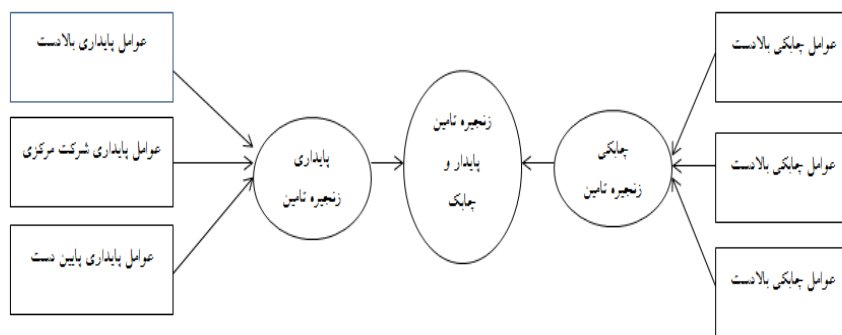 عوامل چابکی بالادست
عوامل چابکی بالادست
عوامل چابکی بالادست
چابکی
زنجیره تامین
زنجیره تامین
پایدار و
چابک
پایداری
زنجیره تامین
عوامل پایداری بالادست
عوامل پایداری شرکت مرکزی
عوامل پایداری پایین دست